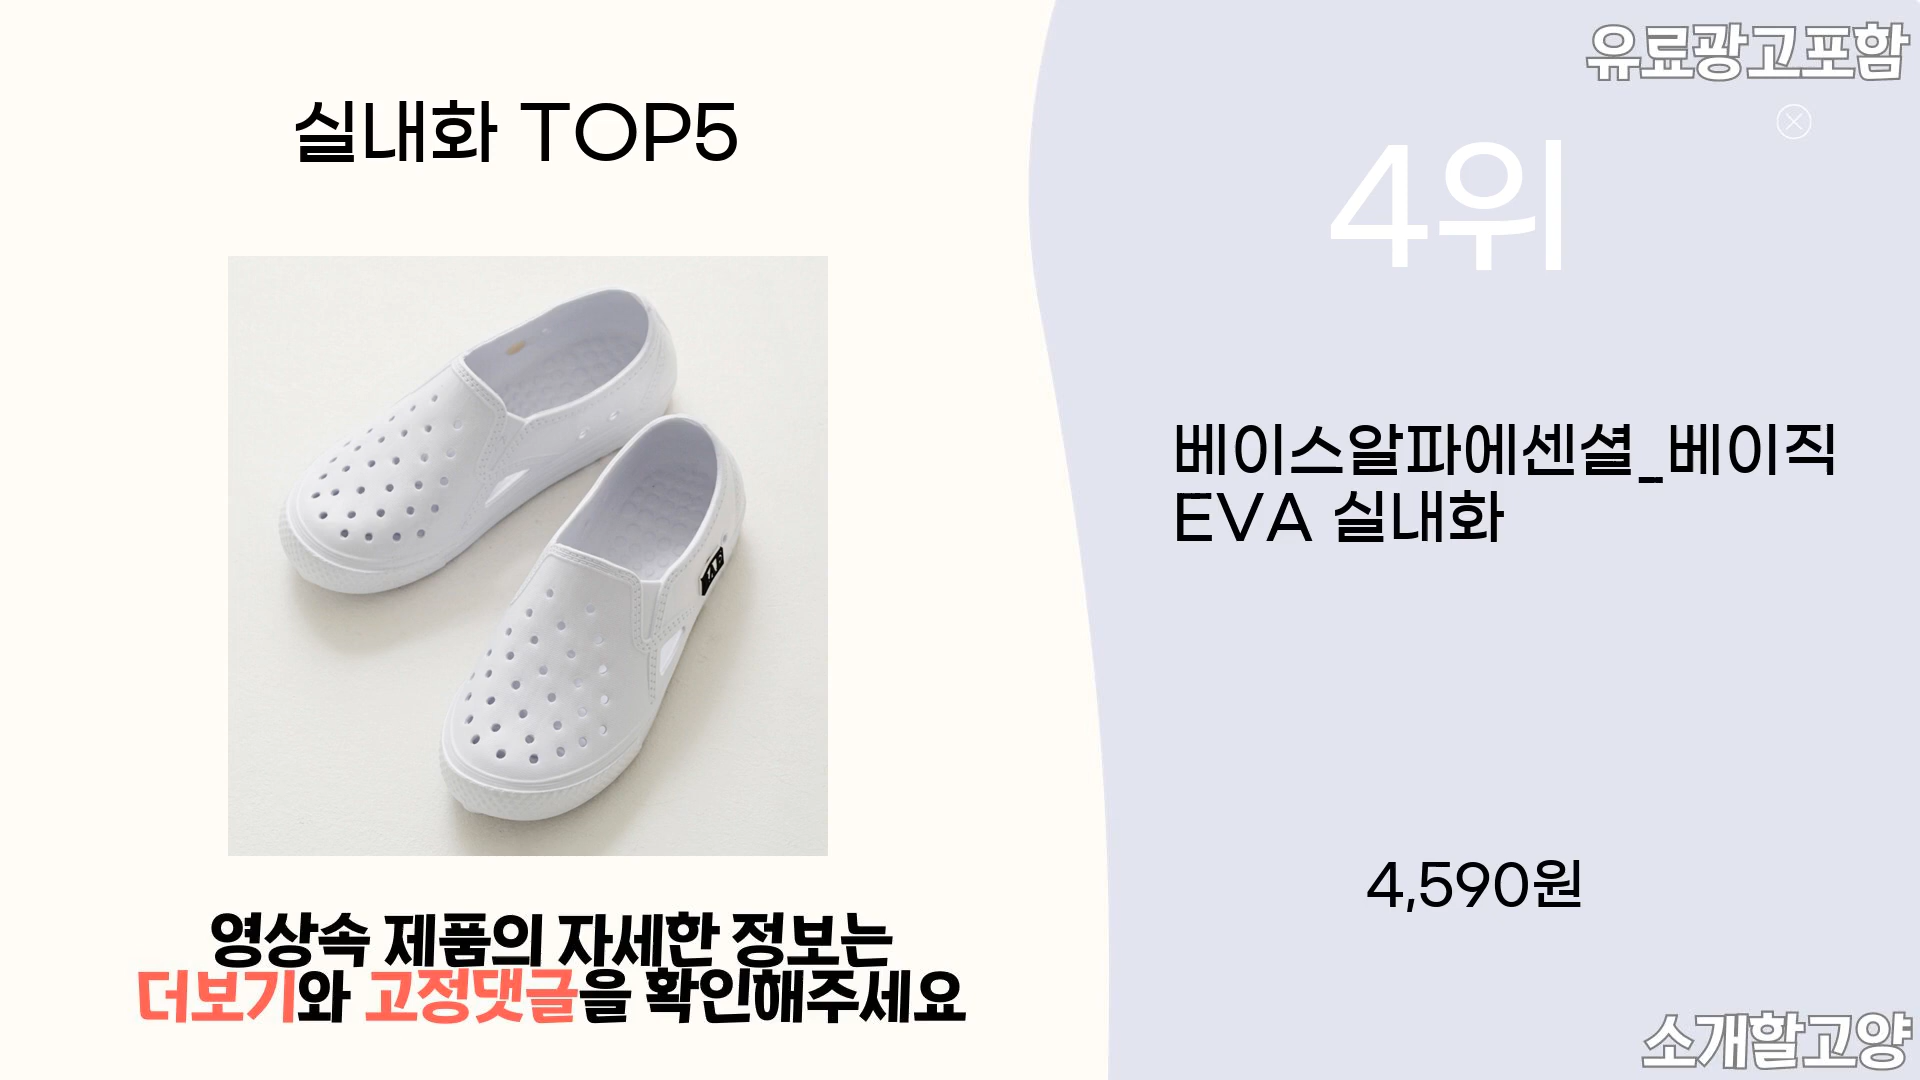 유료광고포함
실내화 TOP5
4위
베이스알파에센셜_베이직
EVA 실내화
4,590원
영상속 제품의 자세한 정보는
더보기와 고정댓글을 확인해주세요
소개할고양